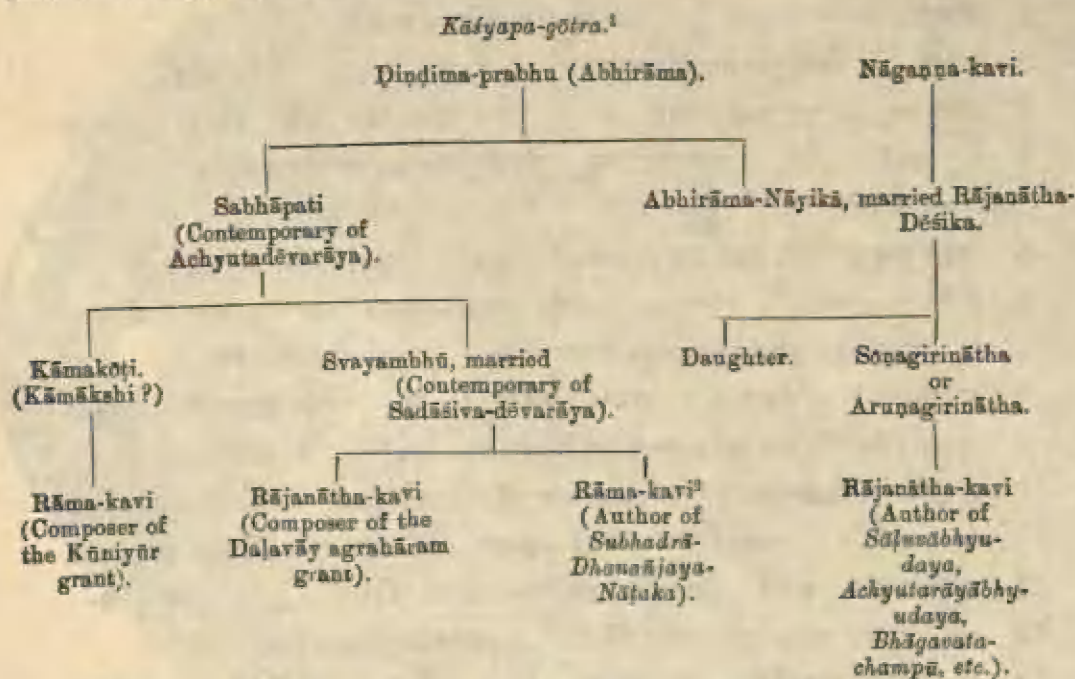 Kāśyapa-gōtra.¹
Ḍiṇḍima-prabhu (Abhirāma).
Nāgaṇṇa-kavi.
Sabhāpati
(Contemporary of
Achyutadēvarāya).
Abhirāma-Nāyikā, married Rājanātha-
Dēśika.
Kāmakōṭi.
(Kāmākshi ?)
Svayambhū, married
(Contemporary of
Sadāśiva-dēvarāya).
Daughter.
Sōṇagirinātha
or
Aruṇagirinātha.
Rāma-kavi
(Composer of
the Kūniyūr
grant).
Rājanātha-kavi
(Composer of the
Daḷavāy agrahāram
grant).
Rāma-kavi²
(Author of
Subhadrā-
Dhanañjaya-
Nāṭaka).
Rājanātha-kavi
(Author of
Sāḷuvābhyu-
daya,
Achyutarāyābhy-
udaya,
Bhāgavata-
champū, etc.).